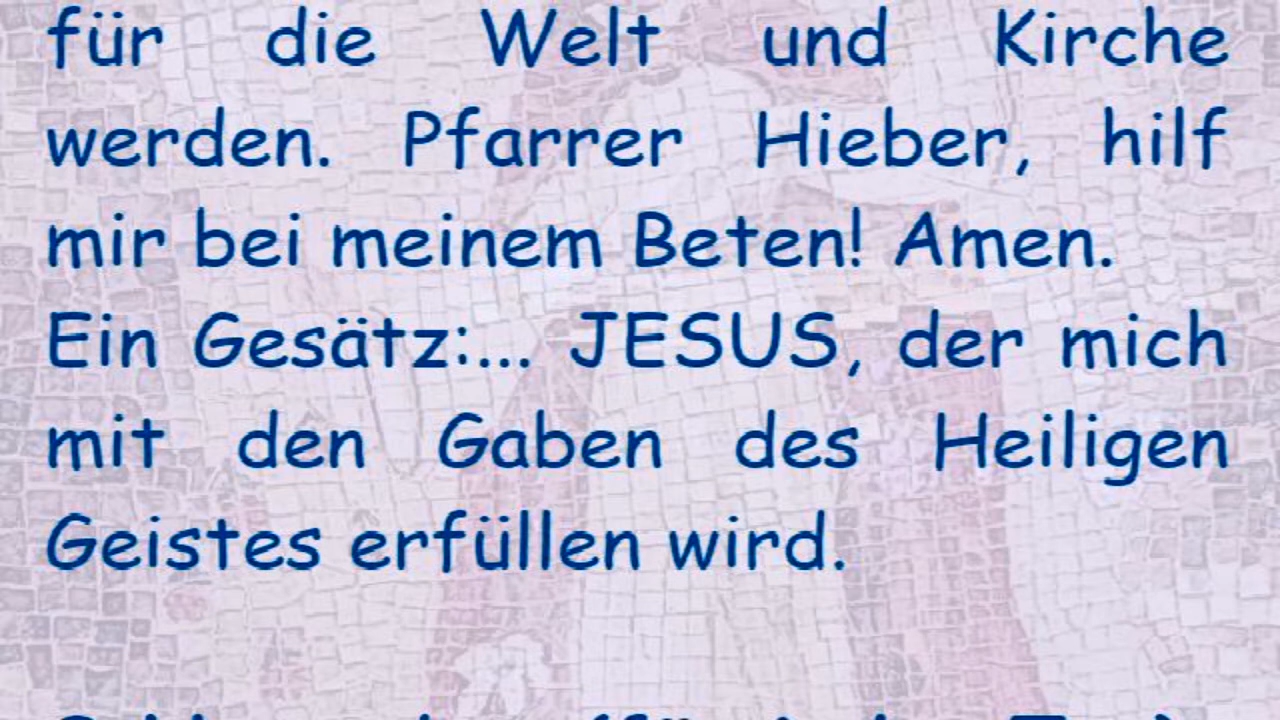 für die Welt und Kirche
werden. Pfarrer Hieber, hilf
mir bei meinem Beten! Amen.
Ein Gesätz:... JESUS, der mich
mit den Gaben des Heiligen
Geistes erfüllen wird.